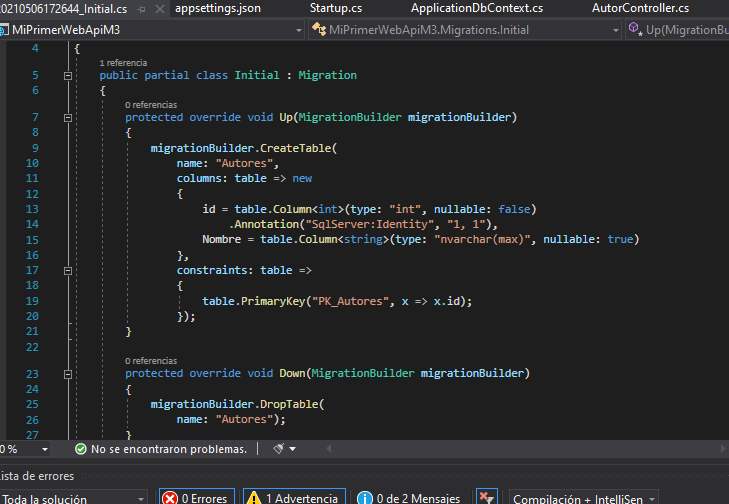 20210506172644_Initial.cs appsettings.json Startup.cs ApplicationDbContext.cs AutorController.cs
MiPrimerWebApiM3 MiPrimerWebApiM3.Migrations.Initial Up(MigrationBu
4 {
1 referencia
5 public partial class Initial : Migration
6 {
0 referencias
7 protected override void Up(MigrationBuilder migrationBuilder)
8 {
9 migrationBuilder.CreateTable(
10 name: "Autores",
11 columns: table => new
12 {
13 id = table.Column<int>(type: "int", nullable: false)
14 .Annotation("SqlServer:Identity", "1, 1"),
15 Nombre = table.Column<string>(type: "nvarchar(max)", nullable: true)
16 },
17 constraints: table =>
18 {
19 table.PrimaryKey("PK_Autores", x => x.id);
20 });
21 }
22
0 referencias
23 protected override void Down(MigrationBuilder migrationBuilder)
24 {
25 migrationBuilder.DropTable(
26 name: "Autores");
27 }
0 % No se encontraron problemas.
ista de errores
Toda la solución 0 Errores 1 Advertencia 0 de 2 Mensajes Compilación + IntelliSen